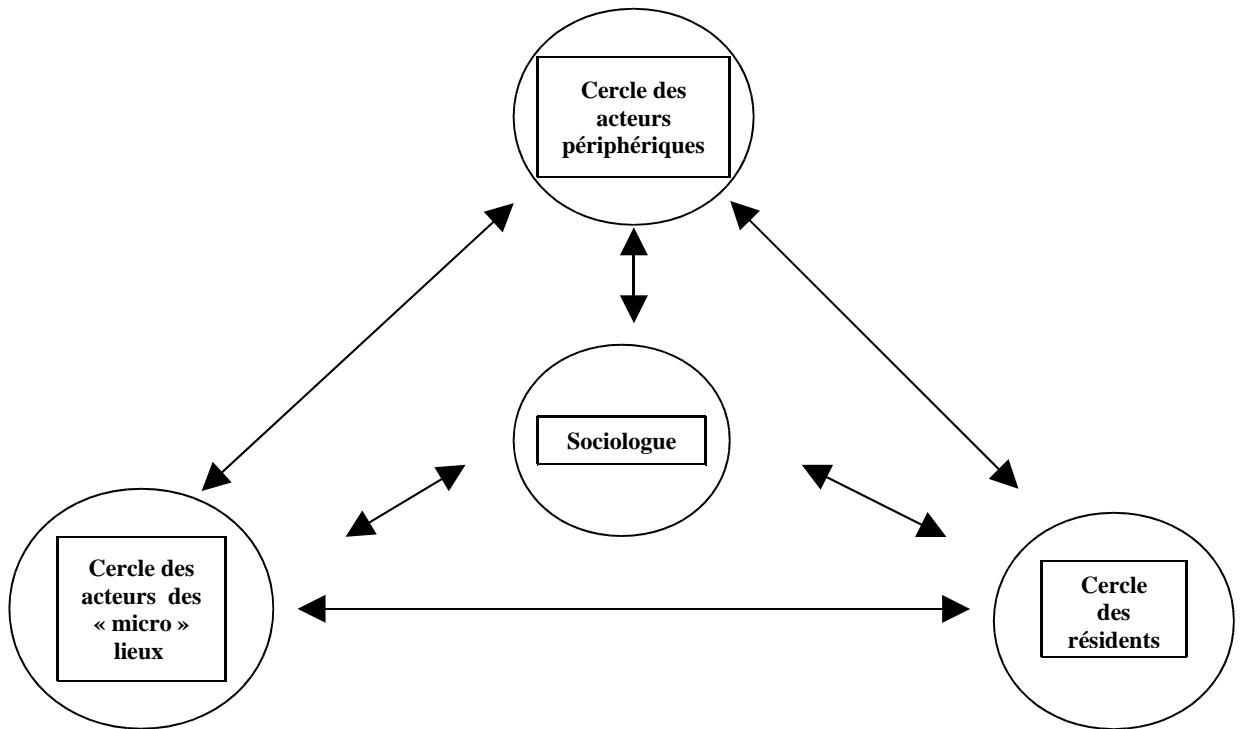 Cercle des
acteurs
périphériques
Sociologue
Cercle des
acteurs des
« micro »
lieux
Cercle
des
résidents